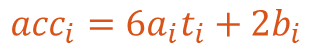 acc_i = 6a_i t_i + 2b_i